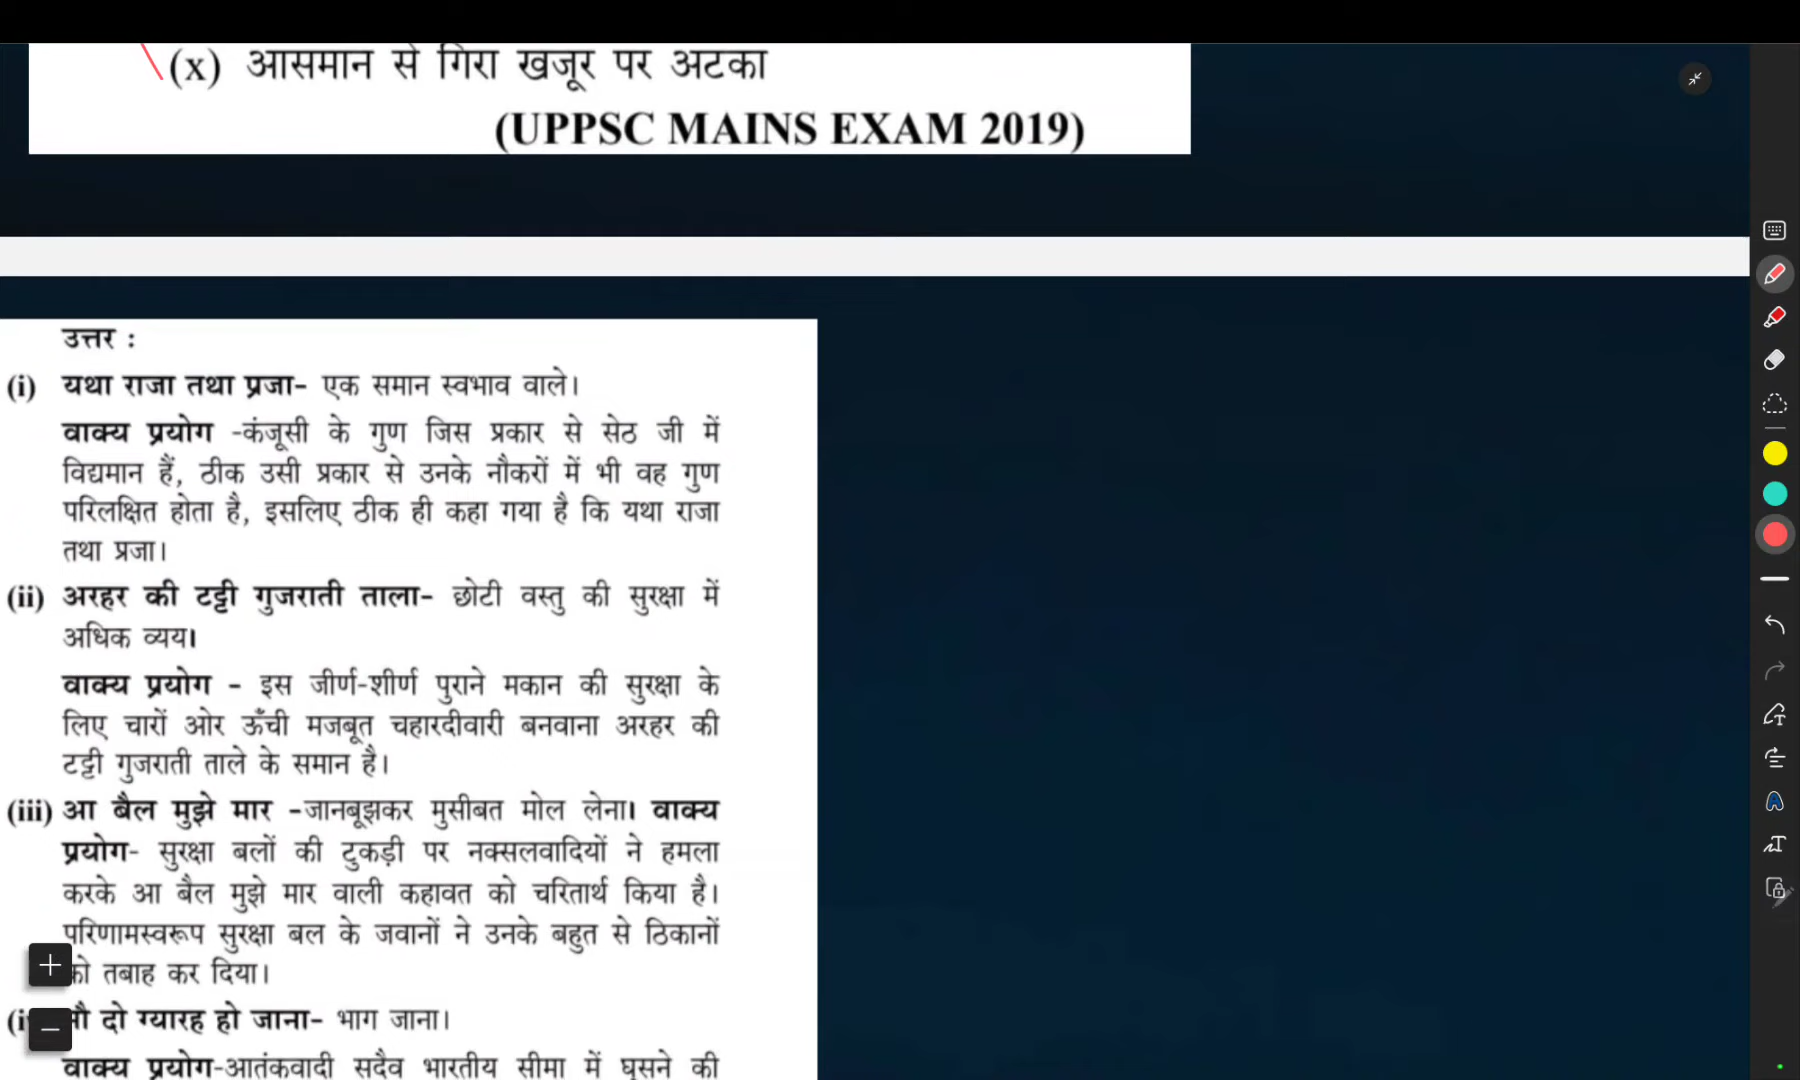 (x) आसमान से गिरा खजूर पर अटका
(UPPSC MAINS EXAM 2019)
उत्तर :
(i) यथा राजा तथा प्रजा- एक समान स्वभाव वाले।
वाक्य प्रयोग -कंजूसी के गुण जिस प्रकार से सेठ जी में
विद्यमान हैं, ठीक उसी प्रकार से उनके नौकरों में भी वह गुण
परिलक्षित होता है, इसलिए ठीक ही कहा गया है कि यथा राजा
तथा प्रजा।
(ii) अरहर की टट्टी गुजराती ताला- छोटी वस्तु की सुरक्षा में
अधिक व्यय।
वाक्य प्रयोग - इस जीर्ण-शीर्ण पुराने मकान की सुरक्षा के
लिए चारों ओर ऊँची मजबूत चहारदीवारी बनवाना अरहर की
टट्टी गुजराती ताले के समान है।
(iii) आ बैल मुझे मार -जानबूझकर मुसीबत मोल लेना। वाक्य
प्रयोग- सुरक्षा बलों की टुकड़ी पर नक्सलवादियों ने हमला
करके आ बैल मुझे मार वाली कहावत को चरितार्थ किया है।
परिणामस्वरूप सुरक्षा बल के जवानों ने उनके बहुत से ठिकानों
तबाह कर दिया।
दो ग्यारह हो जाना- भाग जाना।
वाक्य प्रयोग-आतंकवादी सदैव भारतीय सीमा में घुसने की